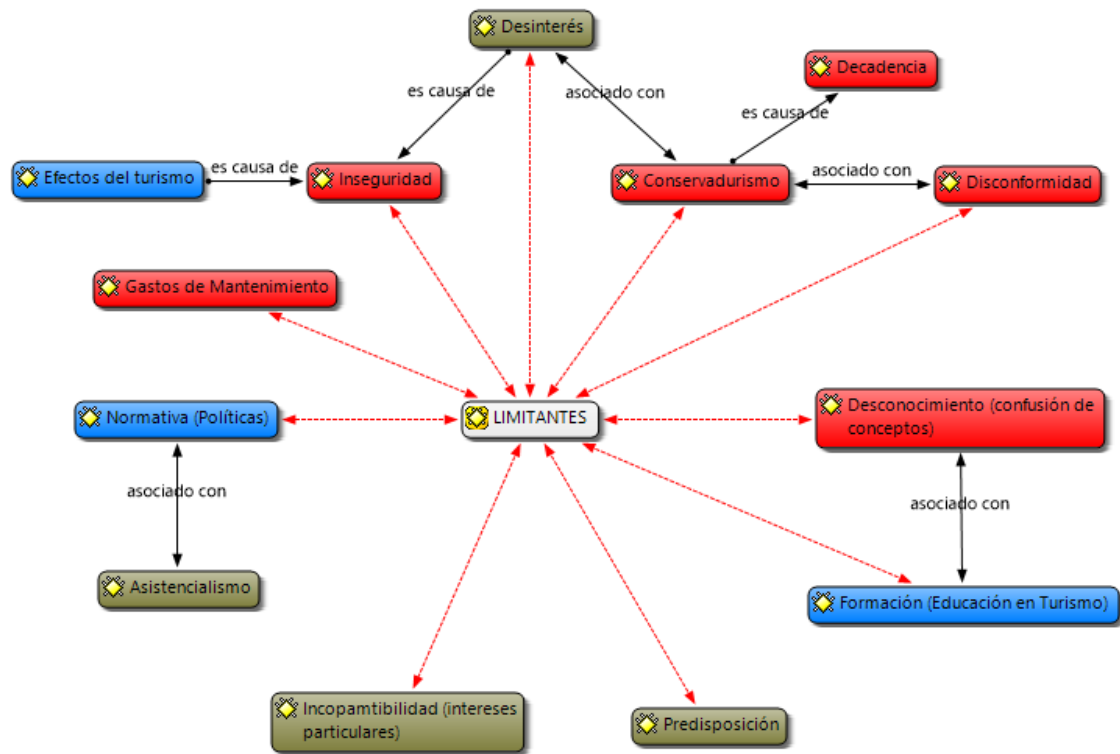 Desinterés
Decadencia
es causa de
asociado con
es causa de
Efectos del turismo
es causa de
Inseguridad
Conservadurismo
asociado con
Disconformidad
Gastos de Mantenimiento
Normativa (Políticas)
LIMITANTES
Desconocimiento (confusión de
conceptos)
asociado con
asociado con
Asistencialismo
Formación (Educación en Turismo)
Incopamtibilidad (intereses
particulares)
Predisposición